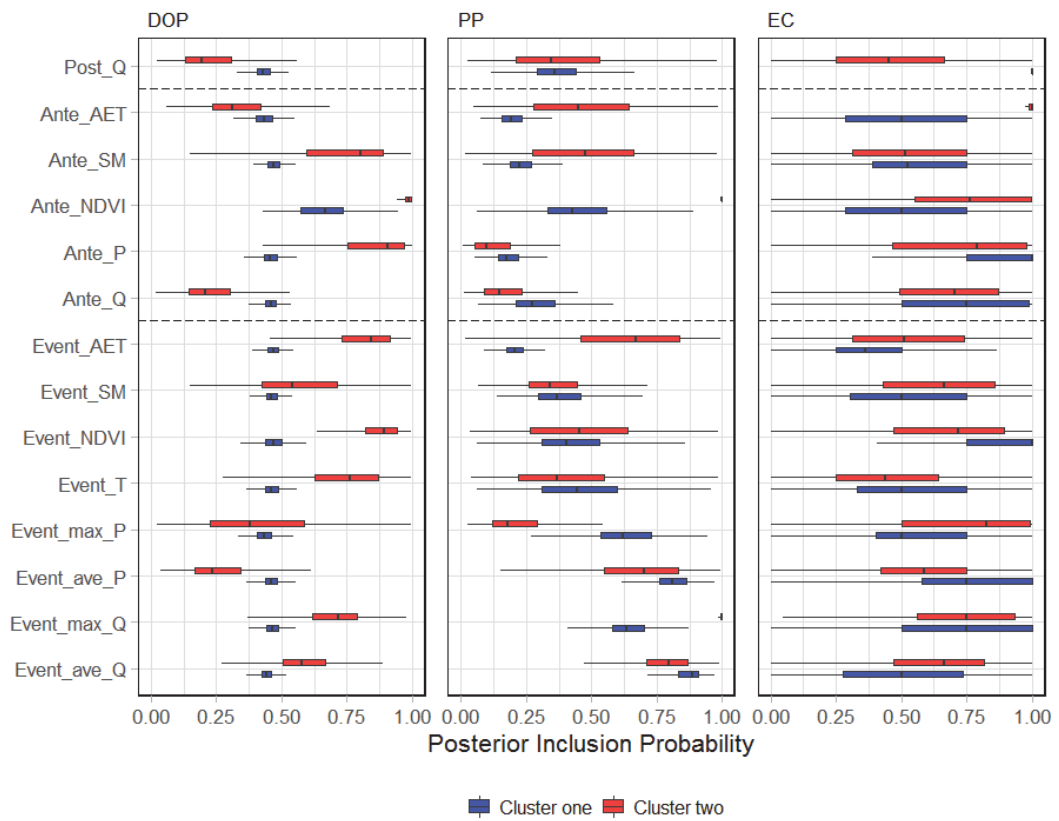 DOP PP EC
Post_Q
Ante_AET
Ante_SM
Ante_NDVI
Ante_P
Ante_Q
Event_AET
Event_SM
Event_NDVI
Event_T
Event_max_P
Event_ave_P
Event_max_Q
Event_ave_Q
0.00 0.25 0.50 0.75 1.00 0.00 0.25 0.50 0.75 1.00 0.00 0.25 0.50 0.75 1.00
Posterior Inclusion Probability
Cluster one Cluster two